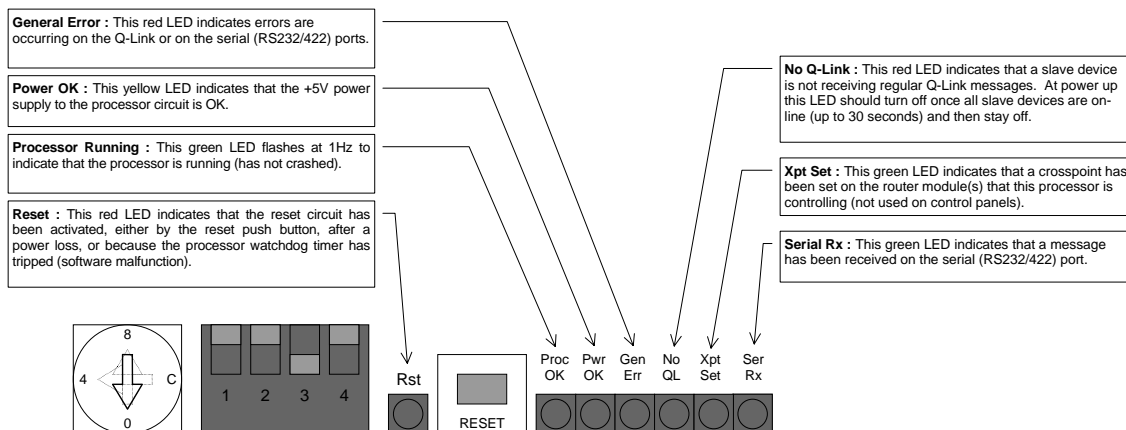 General Error : This red LED indicates errors are
occurring on the Q-Link or on the serial (RS232/422) ports.
Power OK : This yellow LED indicates that the +5V power
supply to the processor circuit is OK.
Processor Running : This green LED flashes at 1Hz to
indicate that the processor is running (has not crashed).
Reset : This red LED indicates that the reset circuit has
been activated, either by the reset push button, after a
power loss, or because the processor watchdog timer has
tripped (software malfunction).
No Q-Link : This red LED indicates that a slave device
is not receiving regular Q-Link messages. At power up
this LED should turn off once all slave devices are on-
line (up to 30 seconds) and then stay off.
Xpt Set : This green LED indicates that a crosspoint has
been set on the router module(s) that this processor is
controlling (not used on control panels).
Serial Rx : This green LED indicates that a message
has been received on the serial (RS232/422) port.
8
4 C
0
1 2 3 4
Rst
RESET
Proc Pwr Gen No Xpt Ser
OK OK Err QL Set Rx